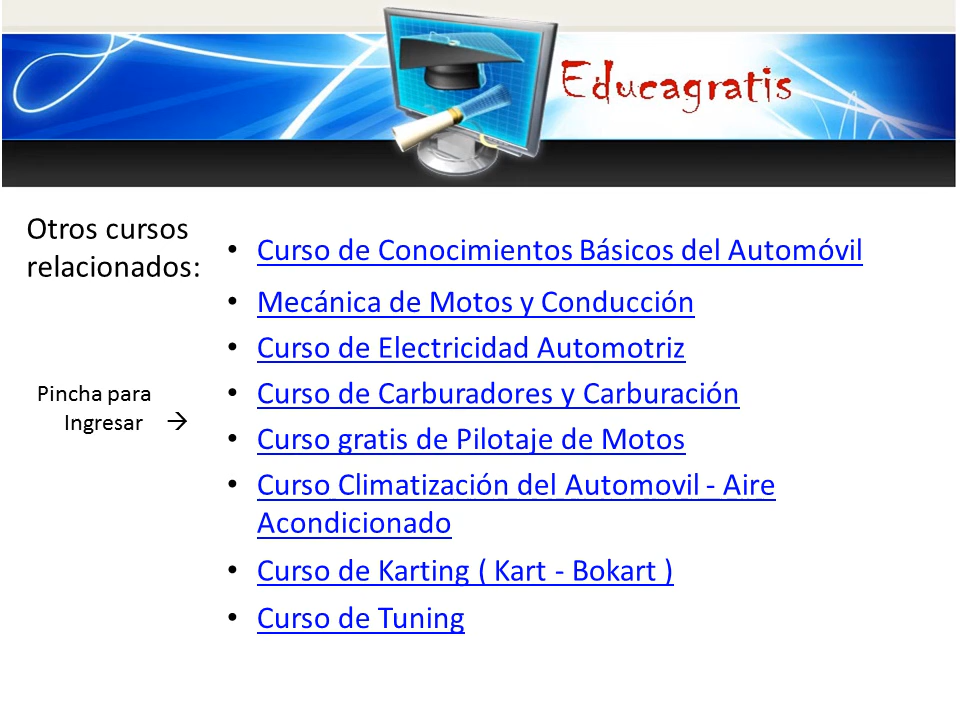 Educagratis
Otros cursos
relacionados:
Pincha para
Ingresar →
• Curso de Conocimientos Básicos del Automóvil
• Mecánica de Motos y Conducción
• Curso de Electricidad Automotriz
• Curso de Carburadores y Carburación
• Curso gratis de Pilotaje de Motos
• Curso Climatización del Automovil - Aire
Acondicionado
• Curso de Karting ( Kart - Bokart )
• Curso de Tuning